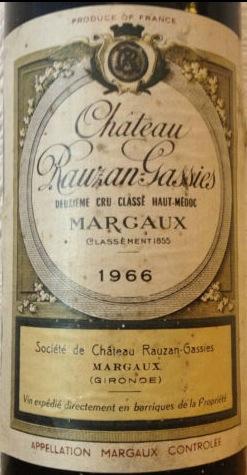 PRODUCE OF FRANCE
Château
Rauzan-Gassies
DEUXIÈME CRU CLASSÉ HAUT-MÉDOC
MARGAUX
CLASSEMENT 1855
1966
Société de Château Rauzan-Gassies
MARGAUX
(GIRONDE)
Vin expédié directement en barriques de la Propriété
APPELLATION MARGAUX CONTROLÉE